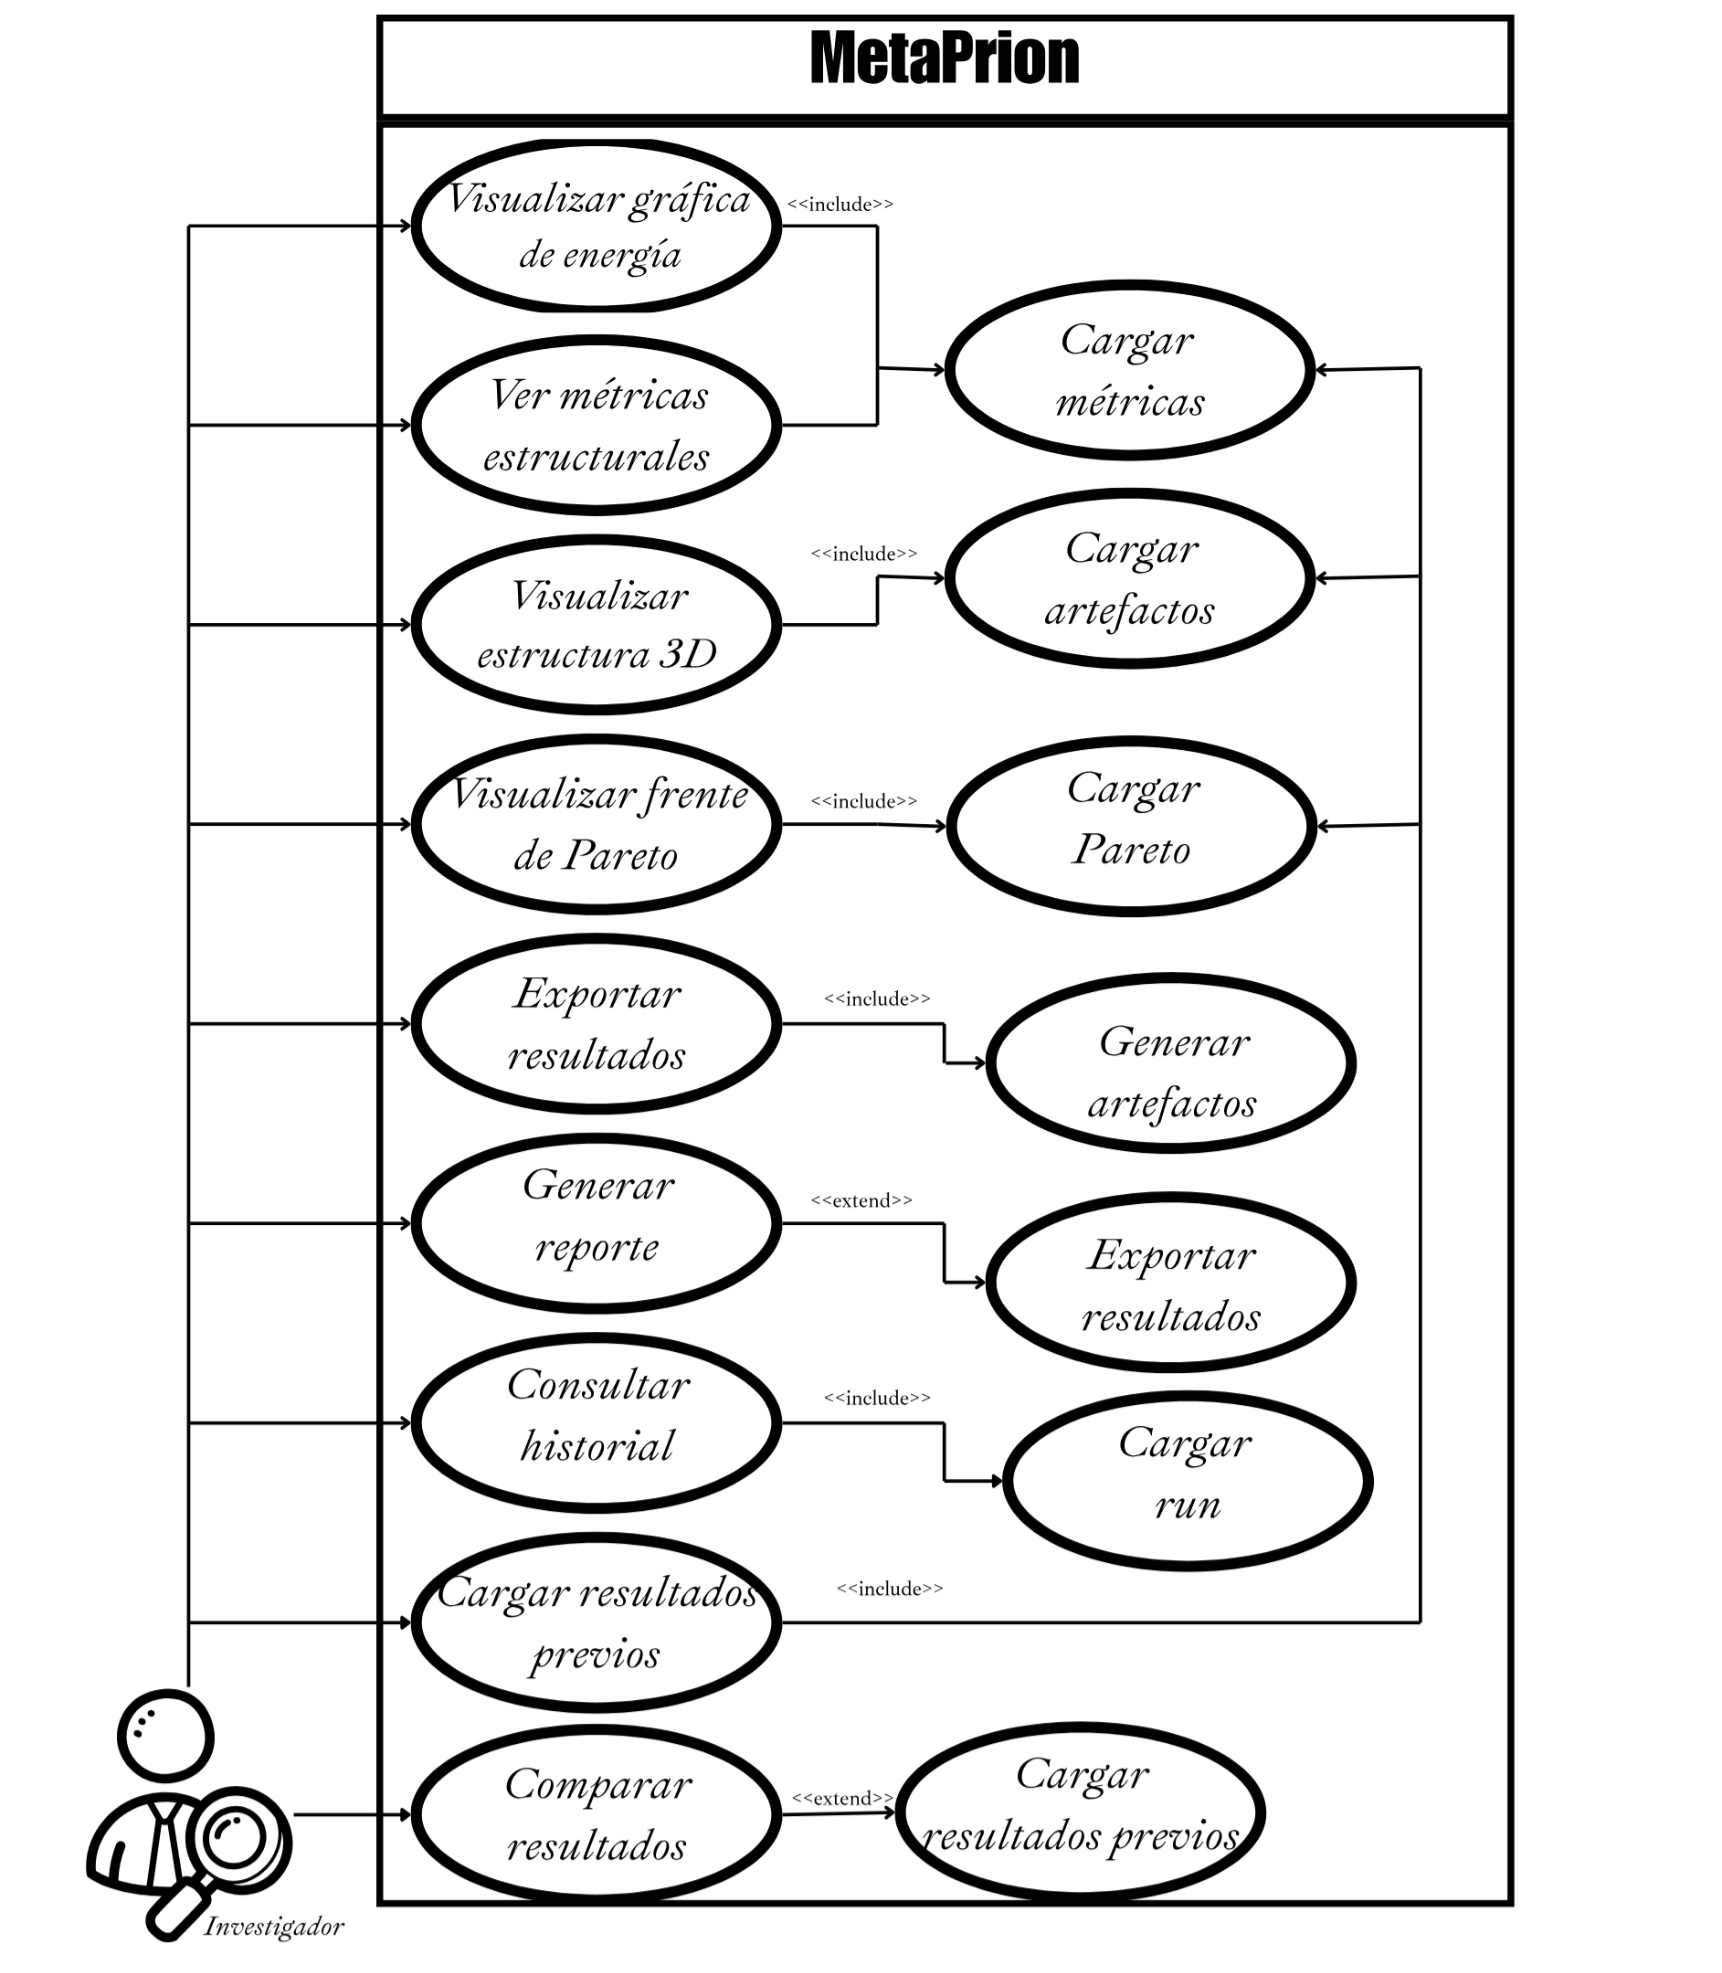 MetaPrion
Visualizar gráfica
de energía
<<include>>
Ver métricas
estructurales
Cargar
métricas
Visualizar
estructura 3D
<<include>>
Cargar
artefactos
Visualizar frente
de Pareto
<<include>>
Cargar
Pareto
Exportar
resultados
<<include>>
Generar
artefactos
Generar
reporte
<<extend>>
Exportar
resultados
Consultar
historial
<<include>>
Cargar
run
Cargar resultados
previos
<<include>>
Comparar
resultados
<<extend>>
Cargar
resultados previos
Investigador